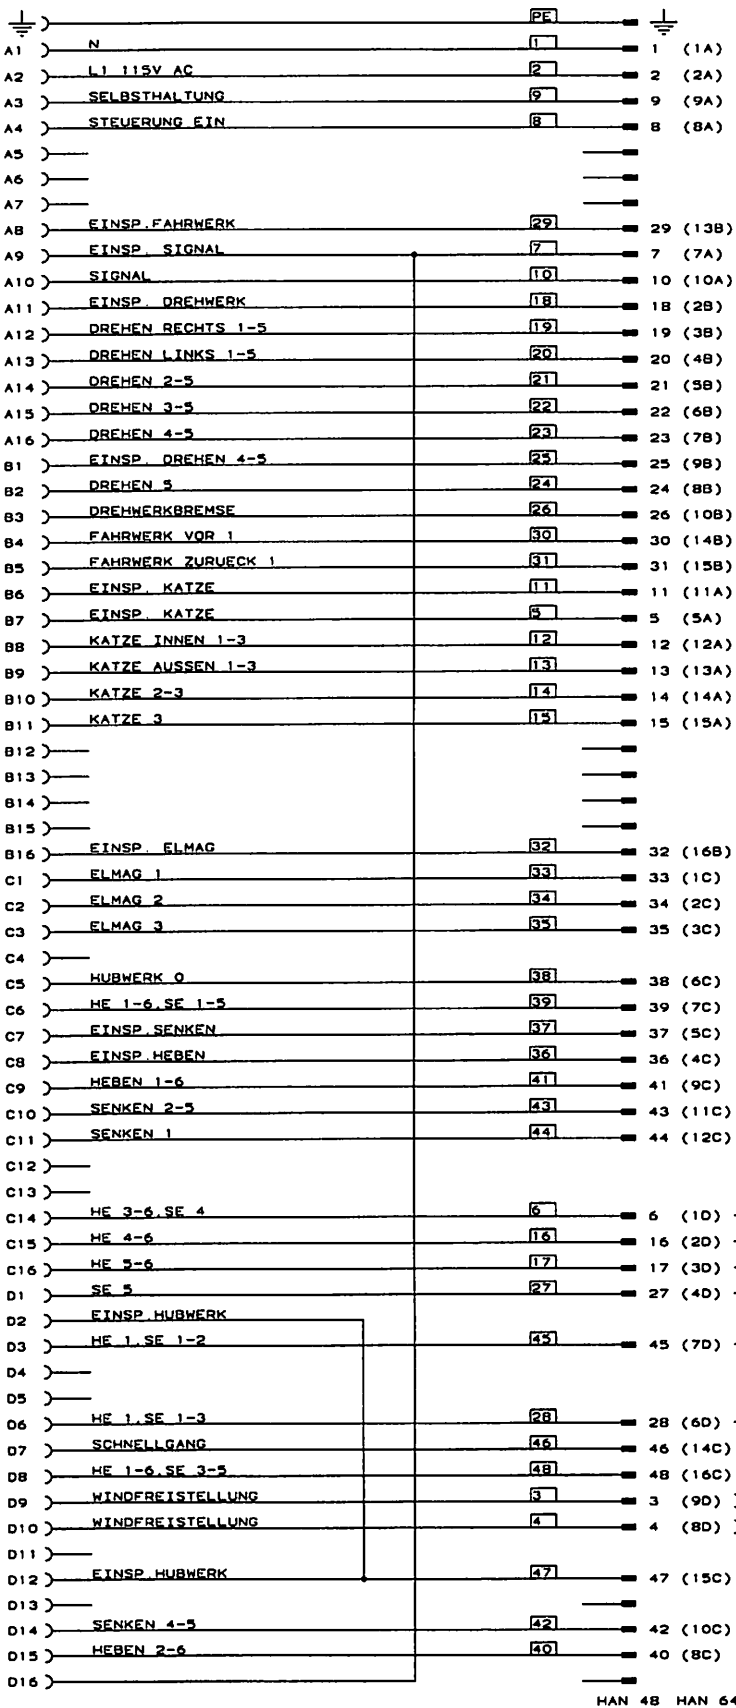 PE
A1 N 1 1 (1A)
A2 L1 115V AC 2 2 (2A)
A3 SELBSTHALTUNG 9 9 (9A)
A4 STEUERUNG EIN 8 8 (8A)
A5
A6
A7
A8 EINSP.FAHRWERK 29 29 (13B)
A9 EINSP. SIGNAL 7 7 (7A)
A10 SIGNAL 10 10 (10A)
A11 EINSP. DREHWERK 18 18 (2B)
A12 DREHEN RECHTS 1-5 19 19 (3B)
A13 DREHEN LINKS 1-5 20 20 (4B)
A14 DREHEN 2-5 21 21 (5B)
A15 DREHEN 3-5 22 22 (6B)
A16 DREHEN 4-5 23 23 (7B)
B1 EINSP. DREHEN 4-5 25 25 (9B)
B2 DREHEN 5 24 24 (8B)
B3 DREHWERKBREMSE 26 26 (10B)
B4 FAHRWERK VOR 1 30 30 (14B)
B5 FAHRWERK ZURUECK 1 31 31 (15B)
B6 EINSP. KATZE 11 11 (11A)
B7 EINSP. KATZE 5 5 (5A)
B8 KATZE INNEN 1-3 12 12 (12A)
B9 KATZE AUSSEN 1-3 13 13 (13A)
B10 KATZE 2-3 14 14 (14A)
B11 KATZE 3 15 15 (15A)
B12
B13
B14
B15
B16 EINSP. ELMAG 32 32 (16B)
C1 ELMAG 1 33 33 (1C)
C2 ELMAG 2 34 34 (2C)
C3 ELMAG 3 35 35 (3C)
C4
C5 HUBWERK 0 38 38 (6C)
C6 HE 1-6.SE 1-5 39 39 (7C)
C7 EINSP.SENKEN 37 37 (5C)
C8 EINSP.HEBEN 36 36 (4C)
C9 HEBEN 1-6 41 41 (9C)
C10 SENKEN 2-5 43 43 (11C)
C11 SENKEN 1 44 44 (12C)
C12
C13
C14 HE 3-6.SE 4 6 6 (1D)
C15 HE 4-6 16 16 (2D)
C16 HE 5-6 17 17 (3D)
D1 SE 5 27 27 (4D)
D2 EINSP.HUBWERK
D3 HE 1.SE 1-2 45 45 (7D)
D4
D5
D6 HE 1.SE 1-3 28 28 (6D)
D7 SCHNELLGANG 46 46 (14C)
D8 HE 1-6.SE 3-5 48 48 (16C)
D9 WINDFREISTELLUNG 3 3 (9D)
D10 WINDFREISTELLUNG 4 4 (8D)
D11
D12 EINSP.HUBWERK 47 47 (15C)
D13
D14 SENKEN 4-5 42 42 (10C)
D15 HEBEN 2-6 40 40 (8C)
D16
HAN 48 HAN 64